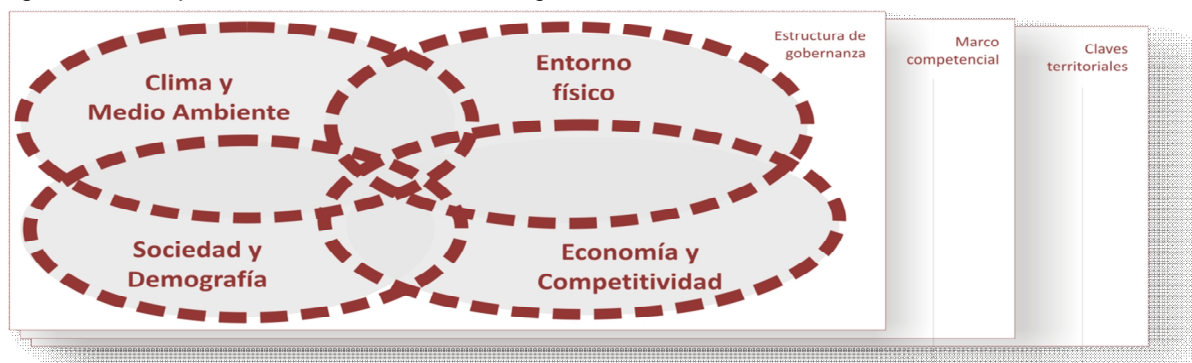 Estructura de
gobernanza
Marco
competencial
Claves
territoriales
Clima y
Medio Ambiente
Entorno
físico
Sociedad y
Demografía
Economía y
Competitividad